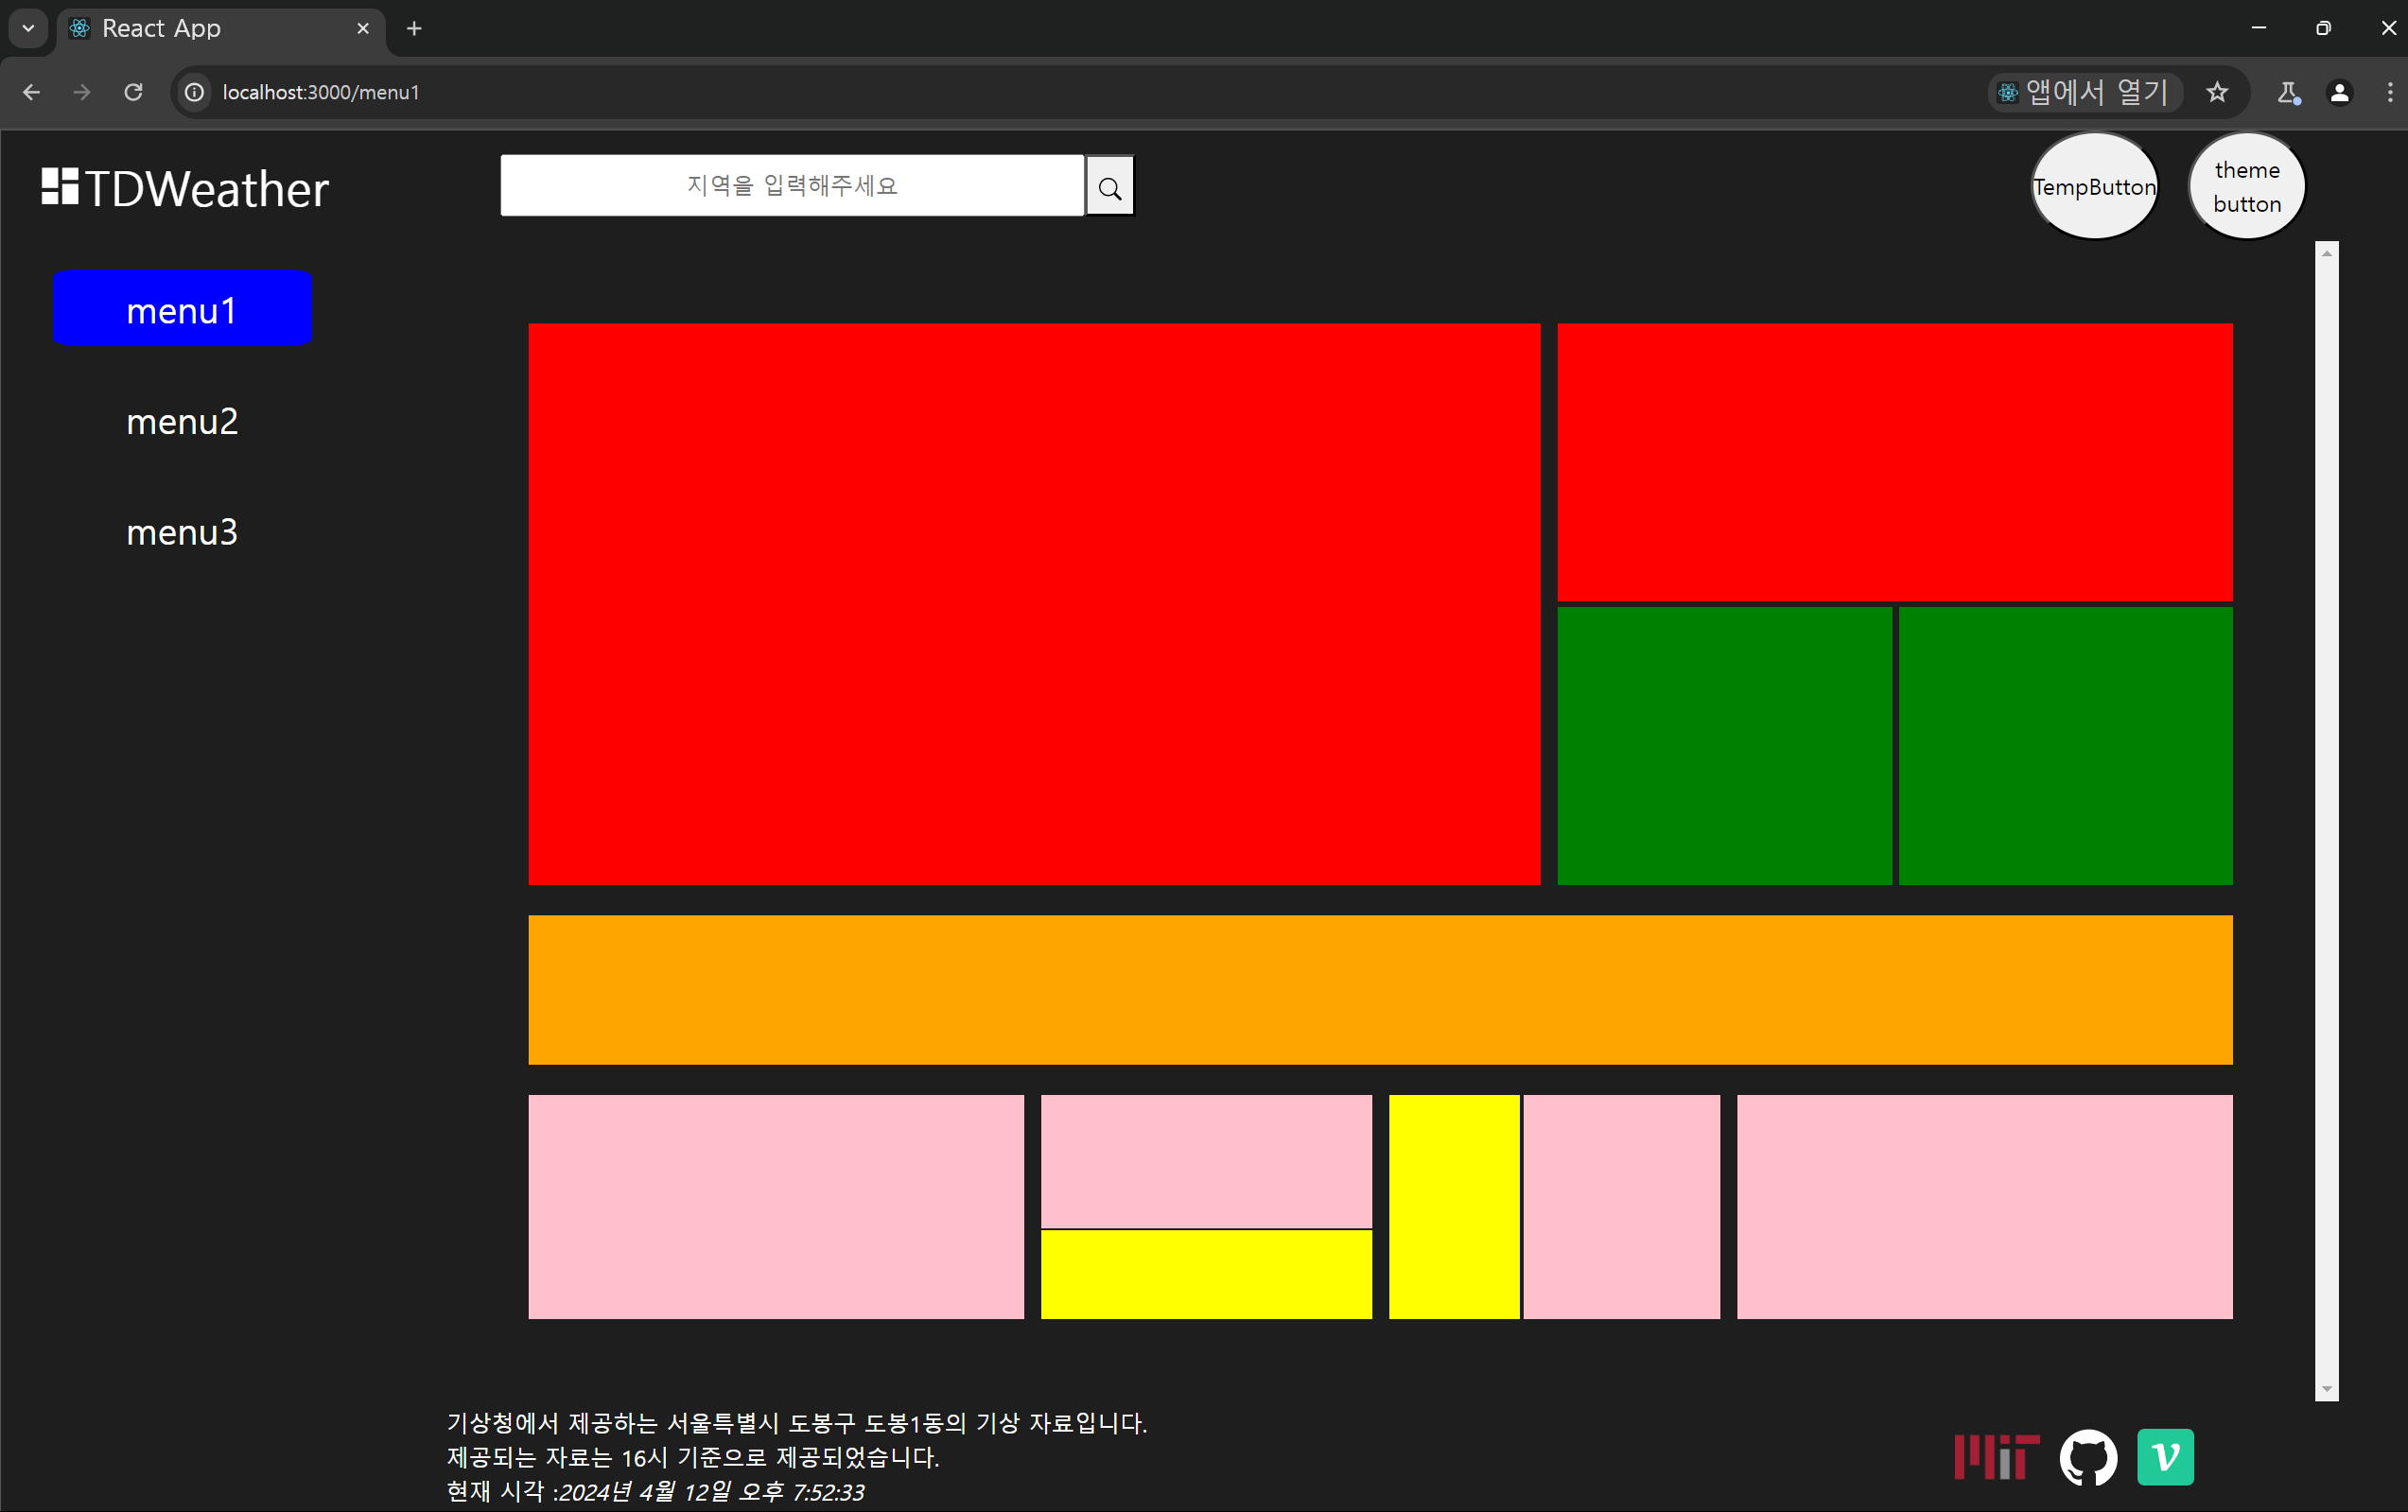 React App
localhost:3000/menu1
앱에서 열기
TDWeather
지역을 입력해주세요
TempButton
theme
button
menu1
menu2
menu3
기상청에서 제공하는 서울특별시 도봉구 도봉1동의 기상 자료입니다.
제공되는 자료는 16시 기준으로 제공되었습니다.
현재 시각 :2024년 4월 12일 오후 7:52:33
MiT
v